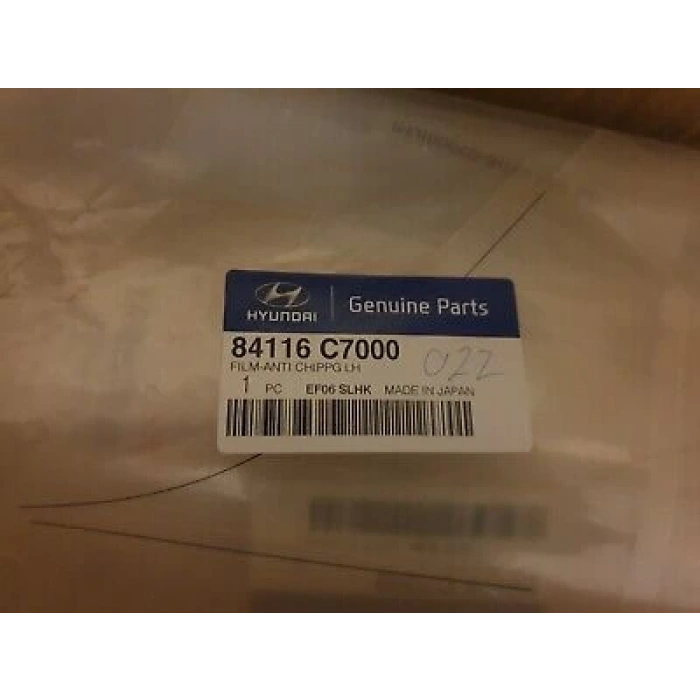 HYUNDAI | Genuine Parts
84116 C7000 022
FILM-ANTI CHIPPG LH
1 PC EF06 SLHK MADE IN JAPAN